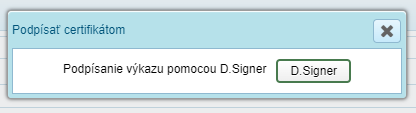 Podpísať certifikátom
Podpísanie výkazu pomocou D.Signer D.Signer